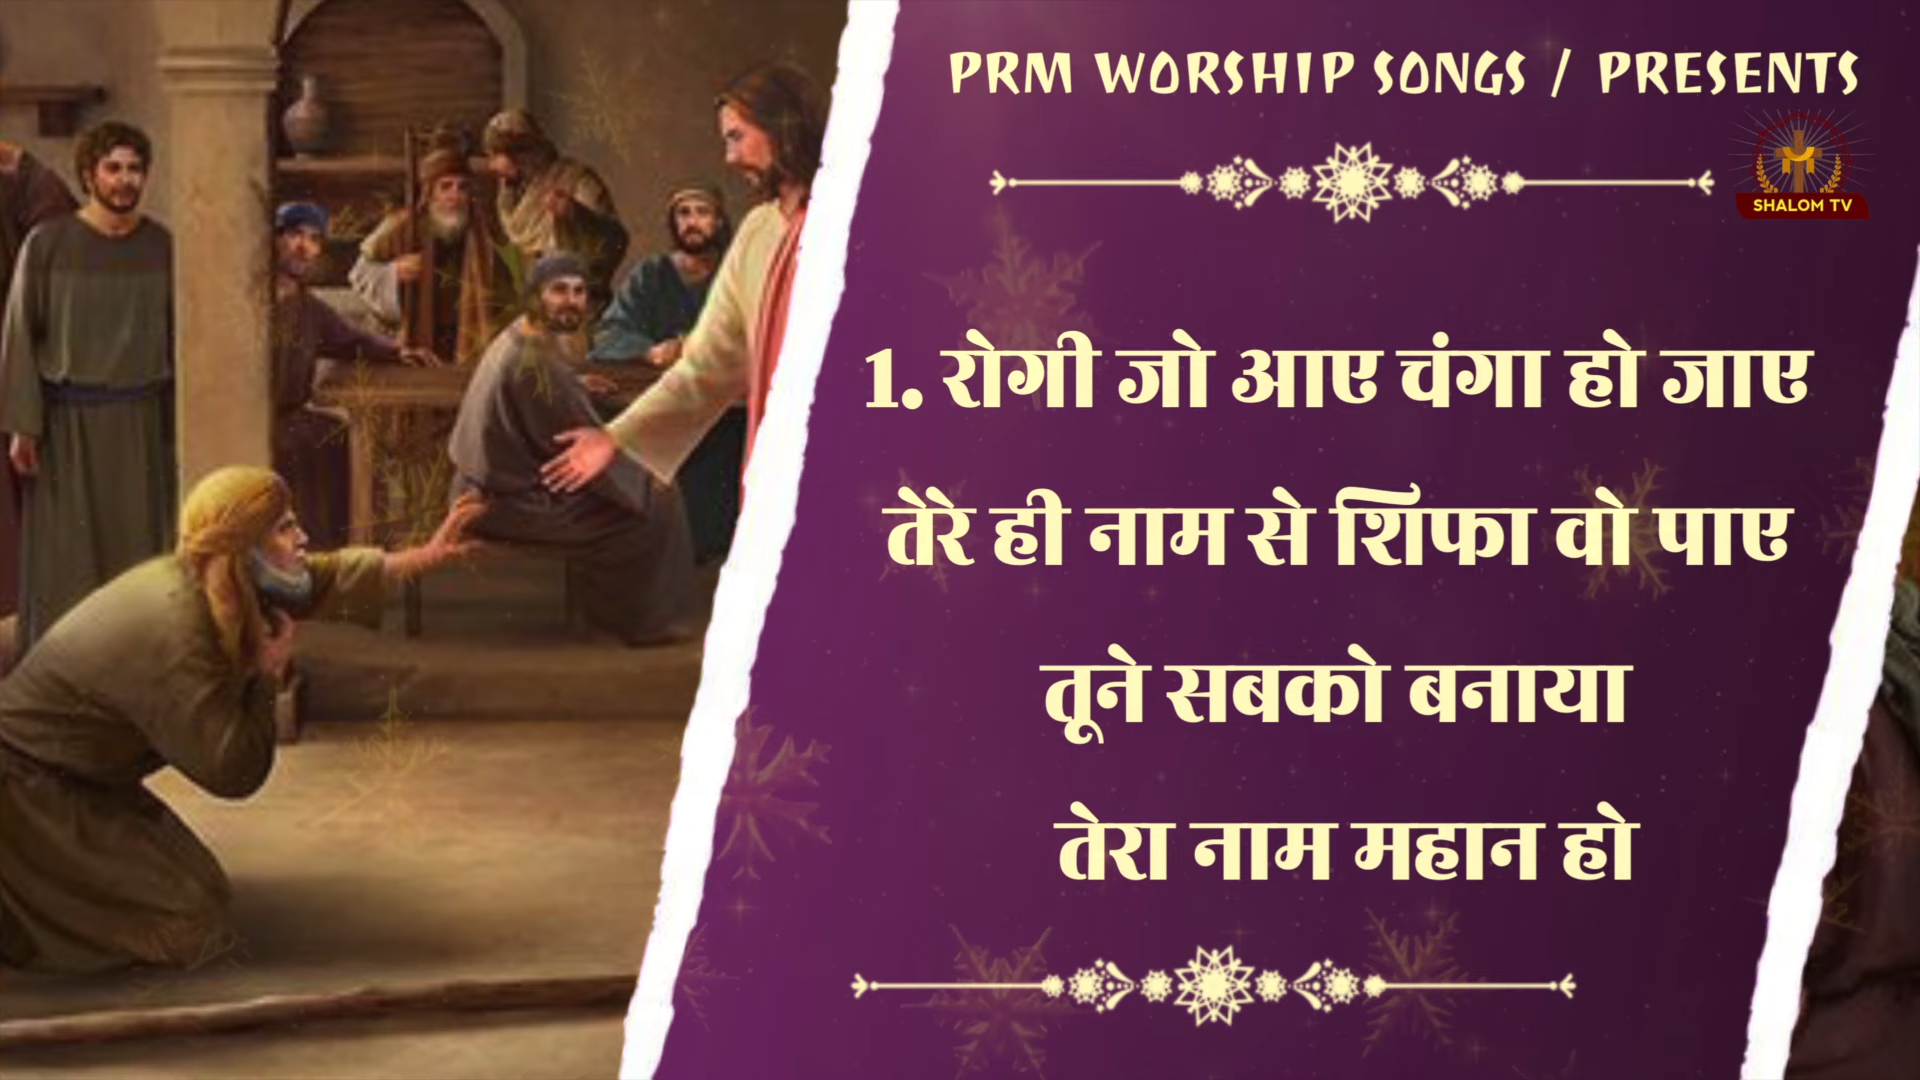 PRM WORSHIP SONGS / PRESENTS
SHALOM TV
1. रोगी जो आए चंगा हो जाए
तेरे ही नाम से शिफा वो पाए
तूने सबको बनाया
तेरा नाम महान हो